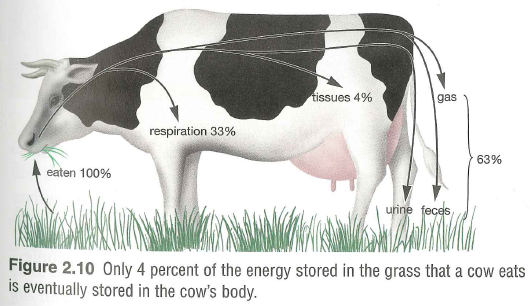 tissues 4%
gas
respiration 33%
63%
eaten 100%
urine feces
Figure 2.10 Only 4 percent of the energy stored in the grass that a cow eats
is eventually stored in the cow's body.